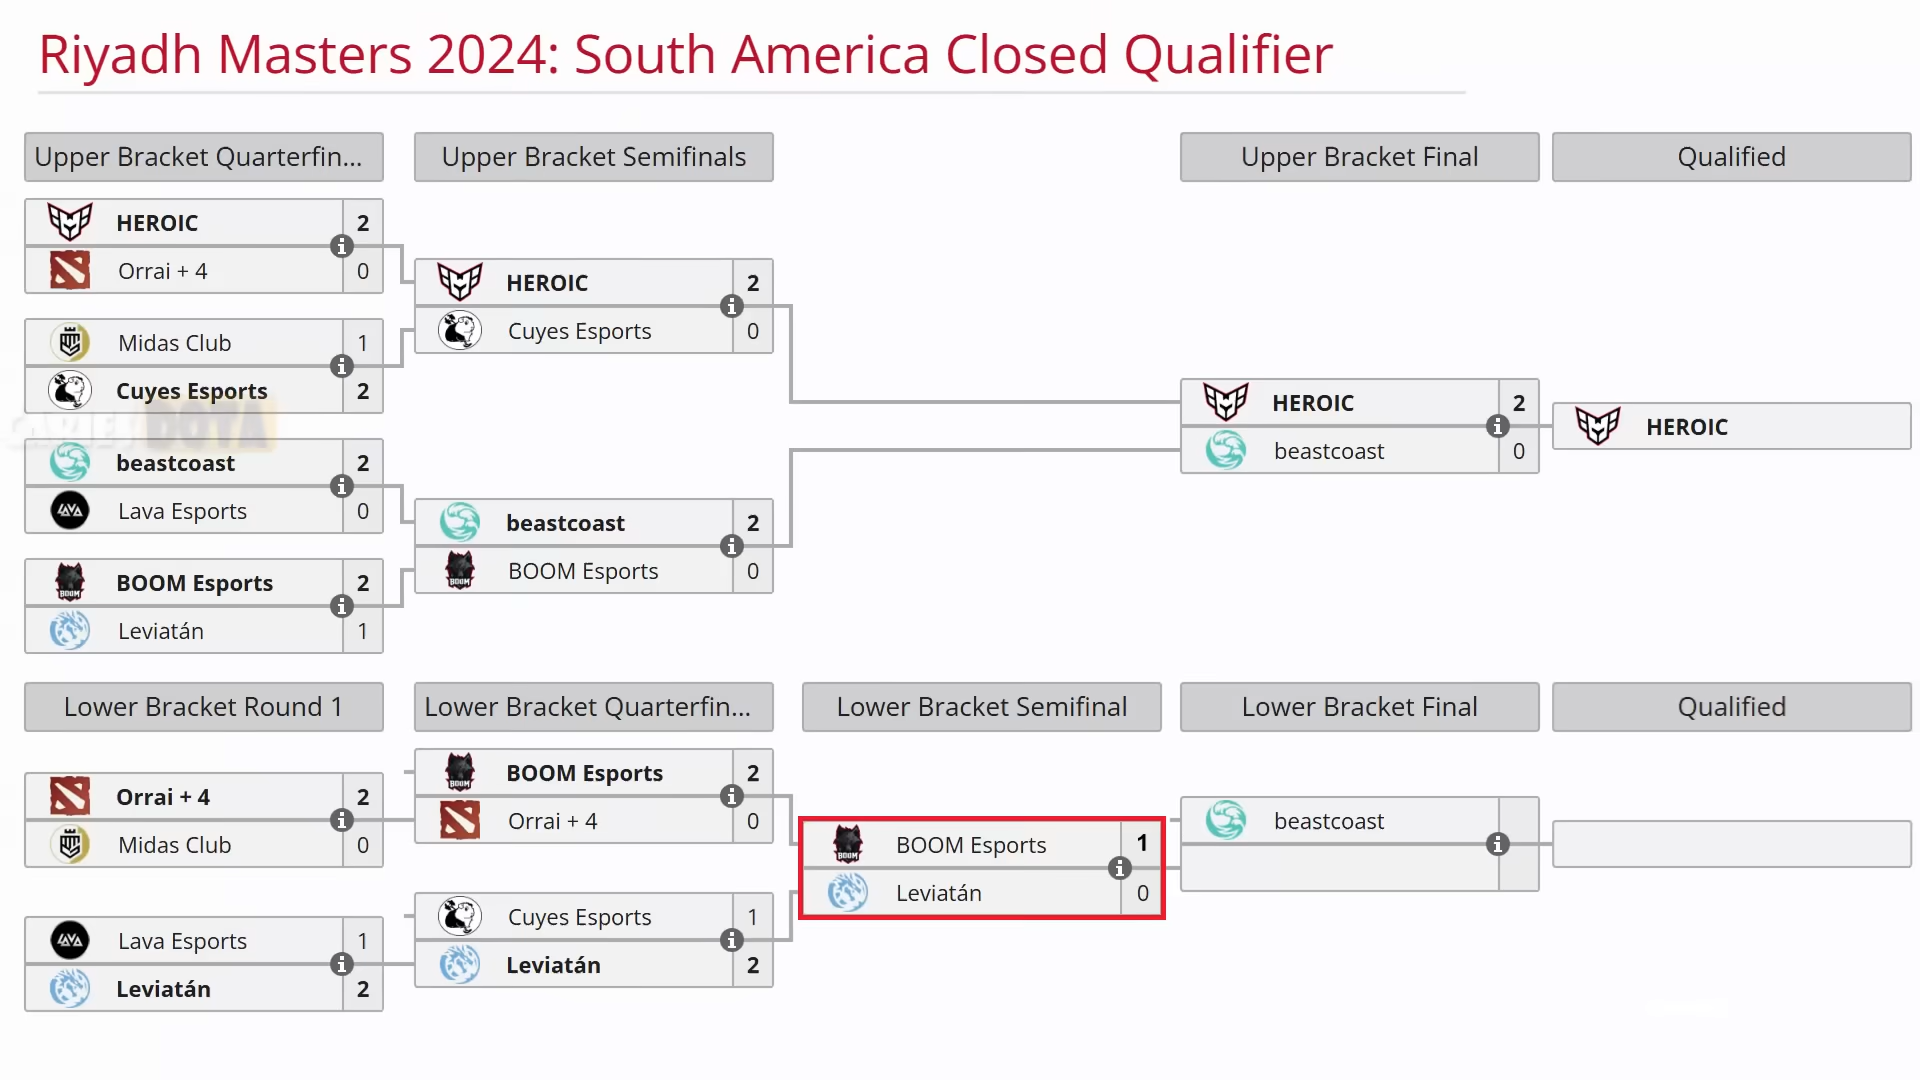 Riyadh Masters 2024: South America Closed Qualifier
Upper Bracket Quarterfin...
Upper Bracket Semifinals
Upper Bracket Final
Qualified
HEROIC 2
Orrai + 4 0
Midas Club 1
Cuyes Esports 2
beastcoast 2
Lava Esports 0
BOOM Esports 2
Leviatán 1
HEROIC 2
Cuyes Esports 0
beastcoast 2
BOOM Esports 0
HEROIC 2
beastcoast 0
HEROIC
DOTA
Lower Bracket Round 1
Lower Bracket Quarterfin...
Lower Bracket Semifinal
Lower Bracket Final
Qualified
Orrai + 4 2
Midas Club 0
Lava Esports 1
Leviatán 2
BOOM Esports 2
Orrai + 4 0
Cuyes Esports 1
Leviatán 2
BOOM Esports 1
Leviatán 0
beastcoast